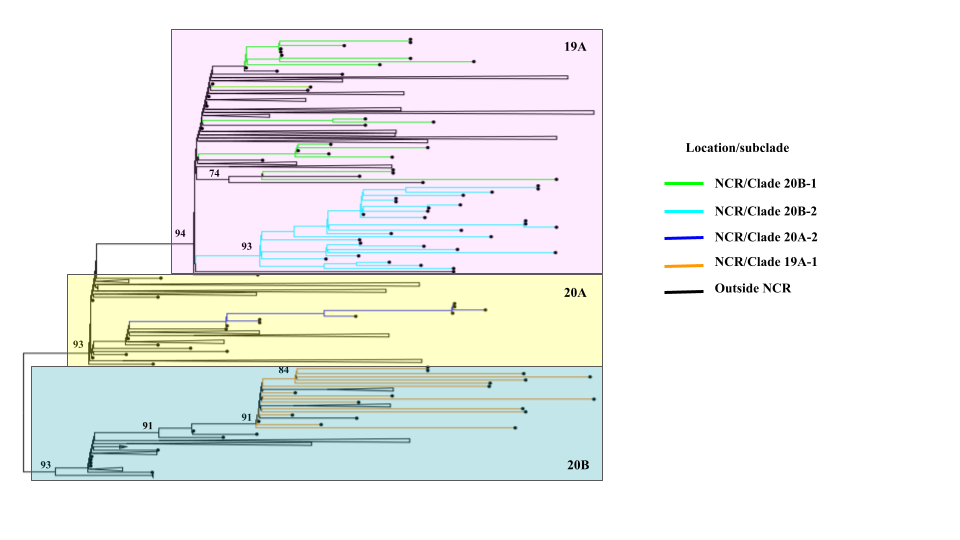 19A
74
94
93
20A
93
84
91
91
93
20B
Location/subclade
NCR/Clade 20B-1
NCR/Clade 20B-2
NCR/Clade 20A-2
NCR/Clade 19A-1
Outside NCR